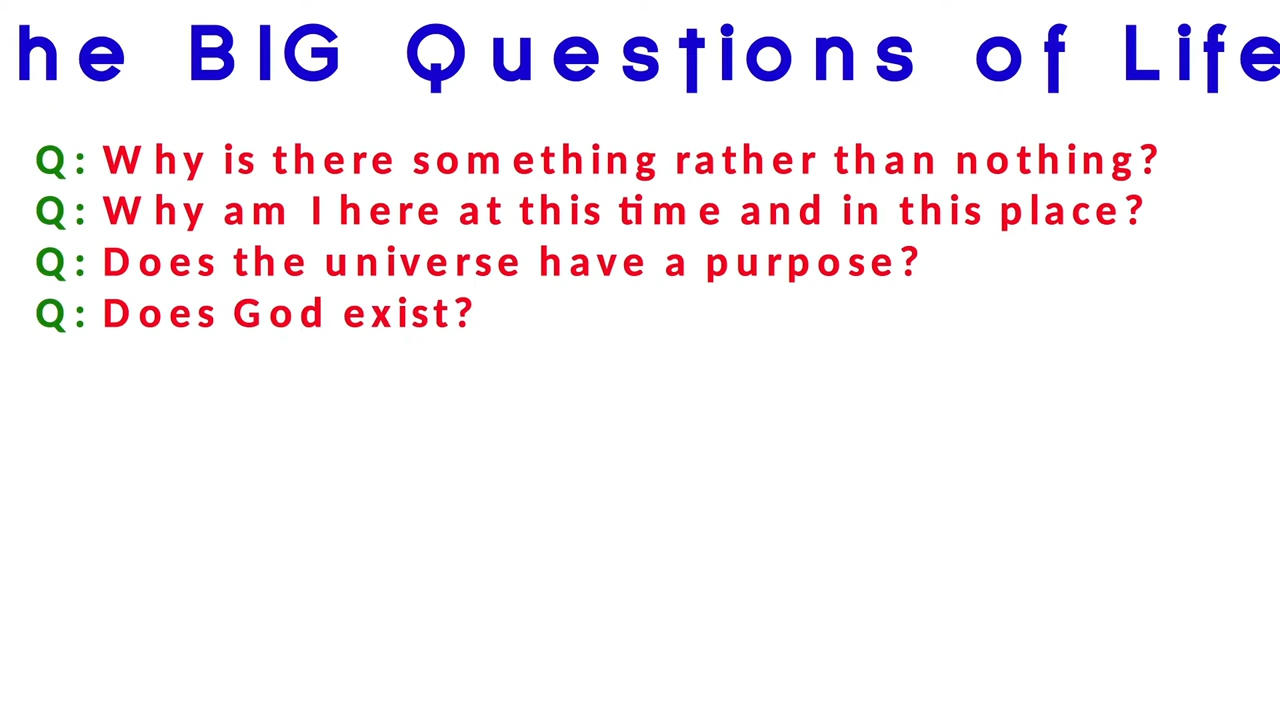 he BIG Questions of Life
Q: Why is there something rather than nothing?
Q: Why am I here at this time and in this place?
Q: Does the universe have a purpose?
Q: Does God exist?